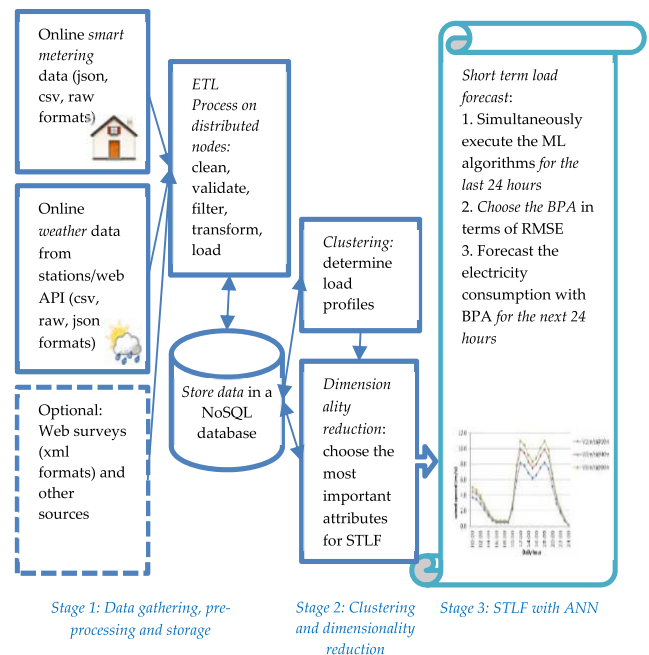 Online smart
metering
data (json,
csv, raw
formats)
Online
weather data
from
stations/web
API (csv,
raw, json
formats)
Optional:
Web surveys
(xml
formats) and
other
sources
ETL
Process on
distributed
nodes:
clean,
validate,
filter,
transform,
load
Store data in a
NoSQL
database
Clustering:
determine
load
profiles
Dimension
ality
reduction:
choose the
most
important
attributes
for STLF
Short term load
forecast:
1. Simultaneously
execute the ML
algorithms for the
last 24 hours
2. Choose the BPA in
terms of RMSE
3. Forecast the
electricity
consumption with
BPA for the next 24
hours
Stage 1: Data gathering, pre-
processing and storage
Stage 2: Clustering
and dimensionality
reduction
Stage 3: STLF with ANN